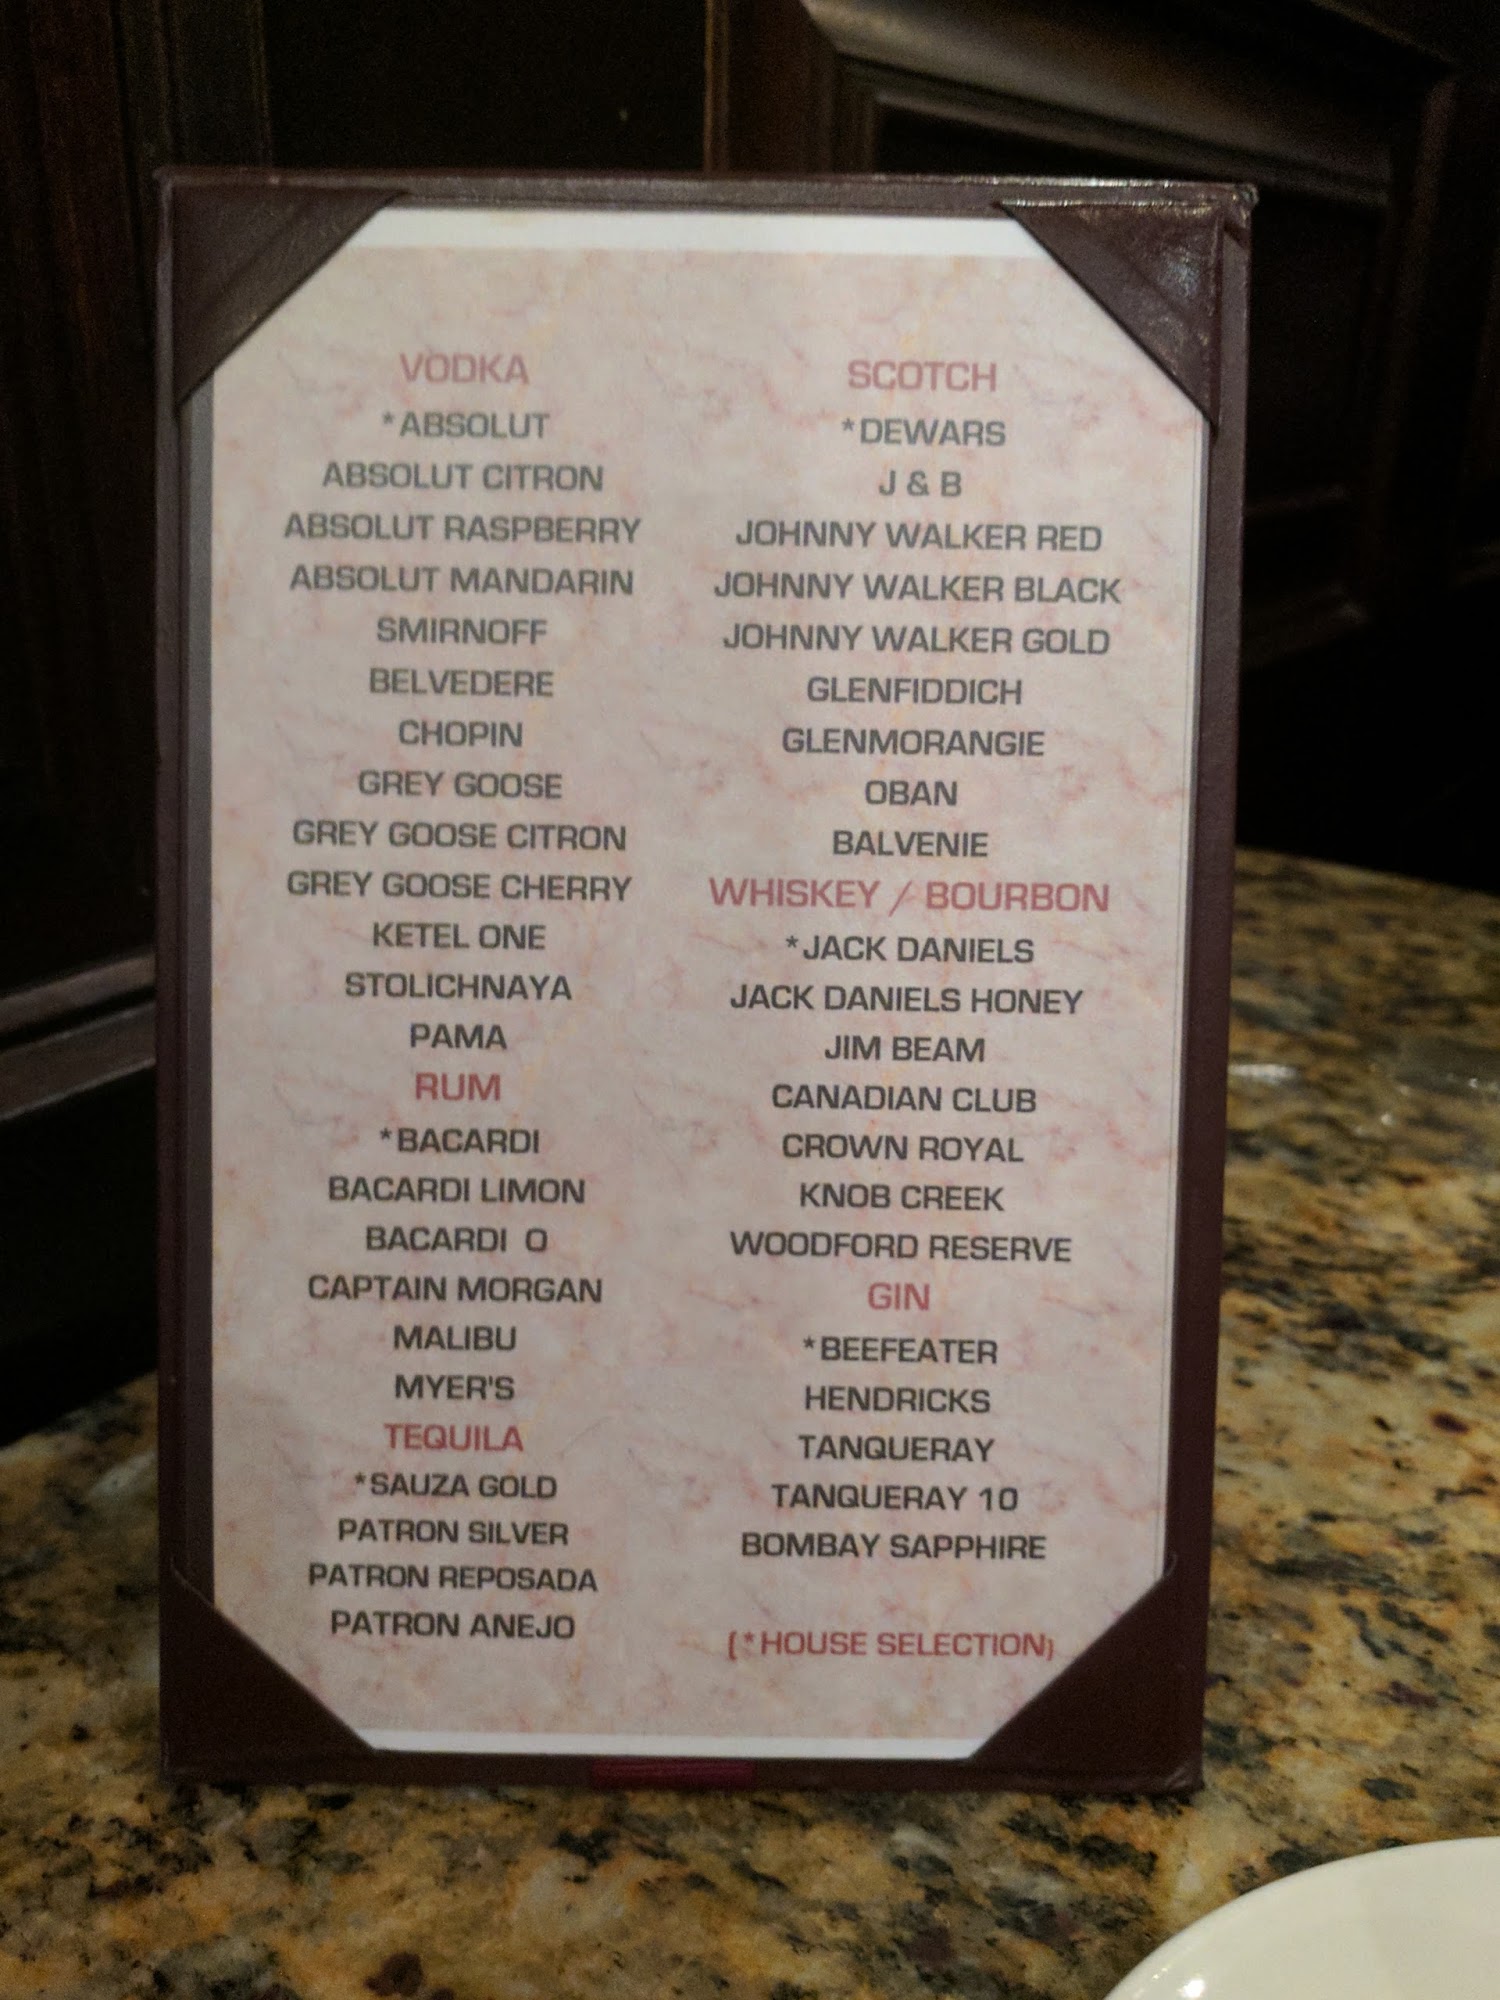 VODKA
*ABSOLUT
ABSOLUT CITRON
ABSOLUT RASPBERRY
ABSOLUT MANDARIN
SMIRNOFF
BELVEDERE
CHOPIN
GREY GOOSE
GREY GOOSE CITRON
GREY GOOSE CHERRY
KETEL ONE
STOLICHNAYA
PAMA
RUM
*BACARDI
BACARDI LIMON
BACARDI O
CAPTAIN MORGAN
MALIBU
MYER'S
TEQUILA
*SAUZA GOLD
PATRON SILVER
PATRON REPOSADA
PATRON ANEJO
SCOTCH
*DEWARS
J & B
JOHNNY WALKER RED
JOHNNY WALKER BLACK
JOHNNY WALKER GOLD
GLENFIDDICH
GLENMORANGIE
OBAN
BALVENIE
WHISKEY / BOURBON
*JACK DANIELS
JACK DANIELS HONEY
JIM BEAM
CANADIAN CLUB
CROWN ROYAL
KNOB CREEK
WOODFORD RESERVE
GIN
*BEEFEATER
HENDRICKS
TANQUERAY
TANQUERAY 10
BOMBAY SAPPHIRE
(*HOUSE SELECTION)